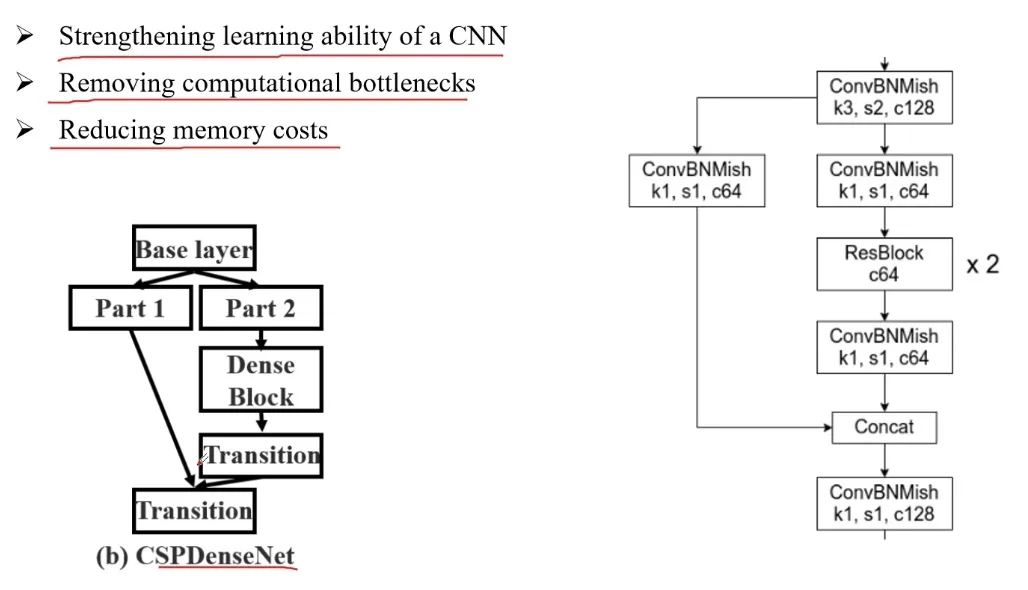 ➢ Strengthening learning ability of a CNN
➢ Removing computational bottlenecks
➢ Reducing memory costs
Base layer
Part 1
Part 2
Dense
Block
Transition
Transition
(b) CSPDenseNet
ConvBNMish
k3, s2, c128
ConvBNMish
k1, s1, c64
ConvBNMish
k1, s1, c64
ResBlock
c64
x 2
ConvBNMish
k1, s1, c64
Concat
ConvBNMish
k1, s1, c128